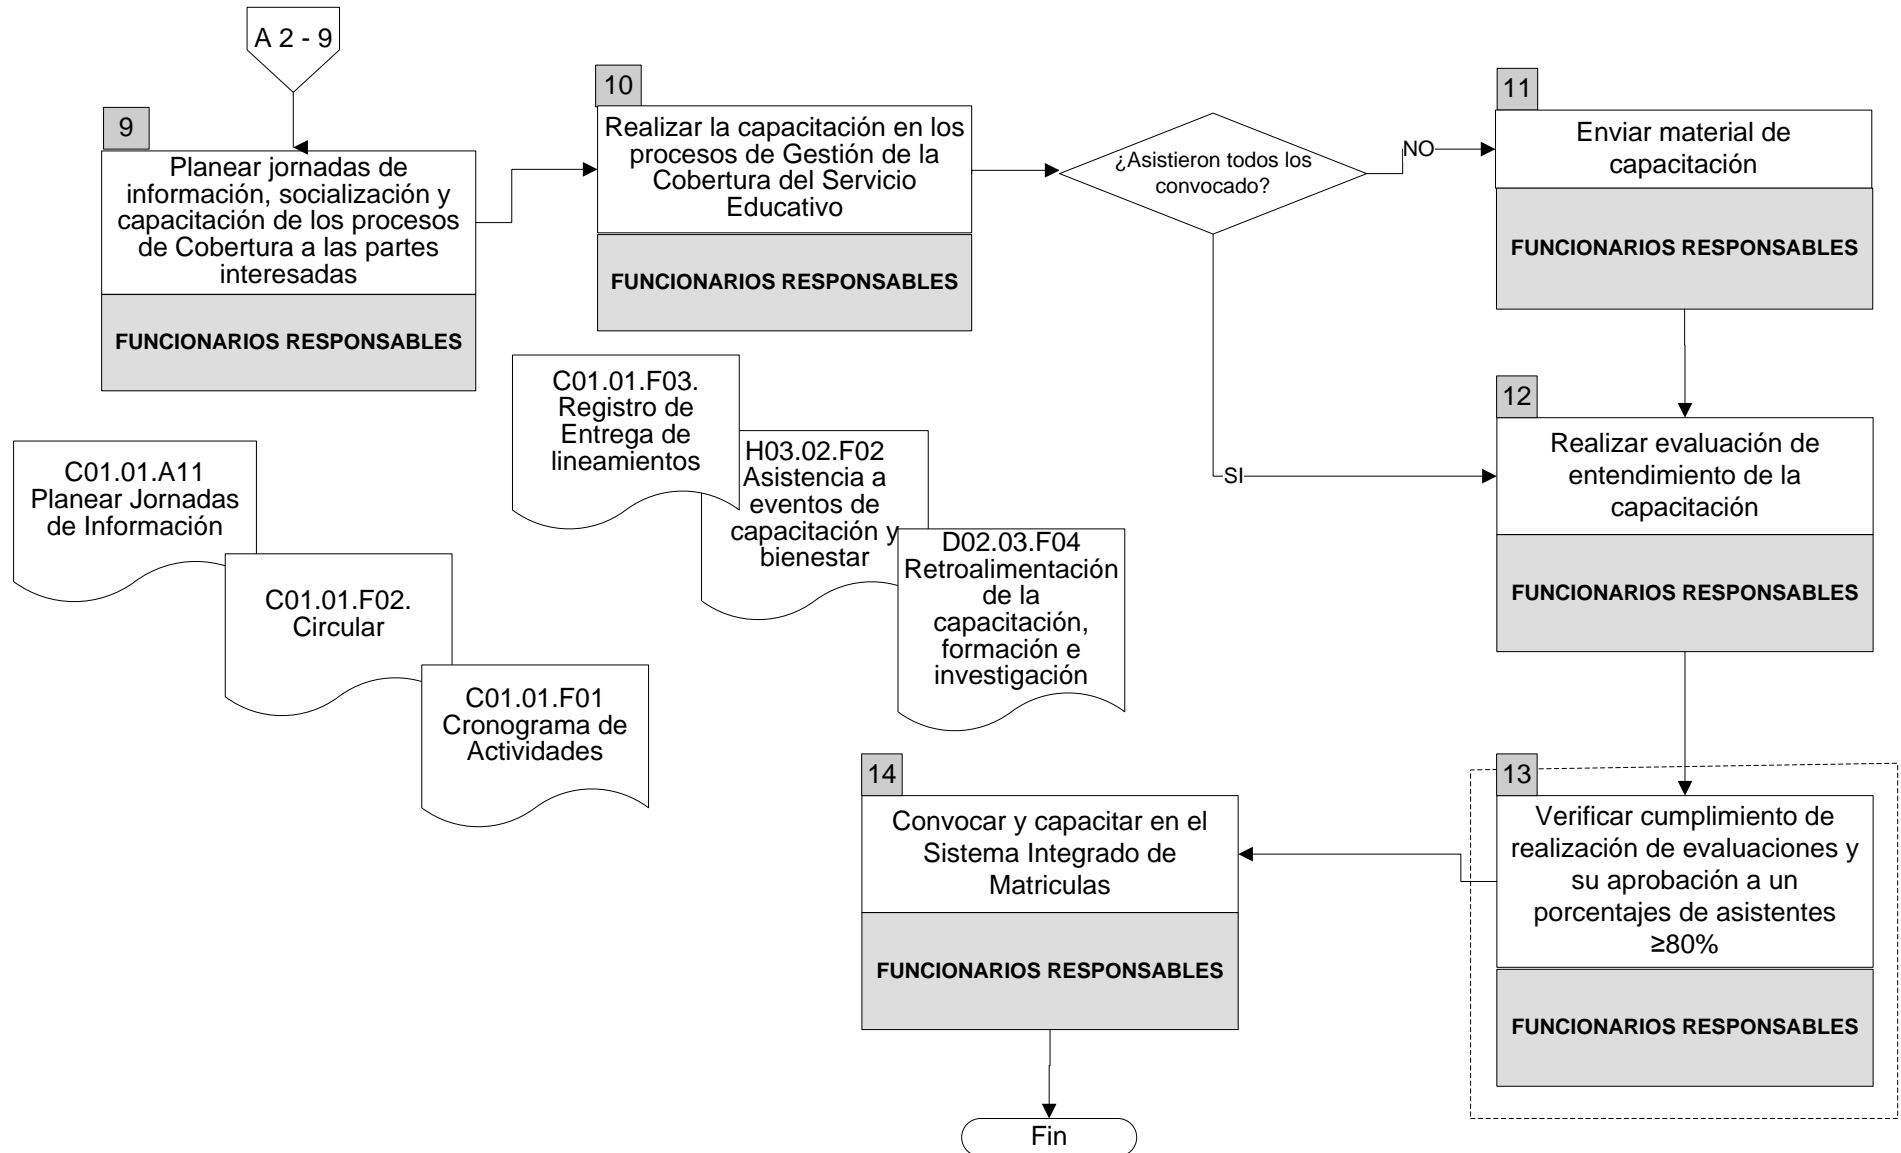 A 2 - 9
9
Planear jornadas de
información, socialización y
capacitación de los procesos
de Cobertura a las partes
interesadas
FUNCIONARIOS RESPONSABLES
10
Realizar la capacitación en los
procesos de Gestión de la
Cobertura del Servicio
Educativo
FUNCIONARIOS RESPONSABLES
¿Asistieron todos los
convocado?
NO
SI
11
Enviar material de
capacitación
FUNCIONARIOS RESPONSABLES
12
Realizar evaluación de
entendimiento de la
capacitación
FUNCIONARIOS RESPONSABLES
C01.01.A11
Planear Jornadas
de Información
C01.01.F02.
Circular
C01.01.F01
Cronograma de
Actividades
C01.01.F03.
Registro de
Entrega de
lineamientos
H03.02.F02
Asistencia a
eventos de
capacitación y
bienestar
D02.03.F04
Retroalimentación
de la
capacitación,
formación e
investigación
13
Verificar cumplimiento de
realización de evaluaciones y
su aprobación a un
porcentajes de asistentes
≥80%
FUNCIONARIOS RESPONSABLES
14
Convocar y capacitar en el
Sistema Integrado de
Matriculas
FUNCIONARIOS RESPONSABLES
Fin